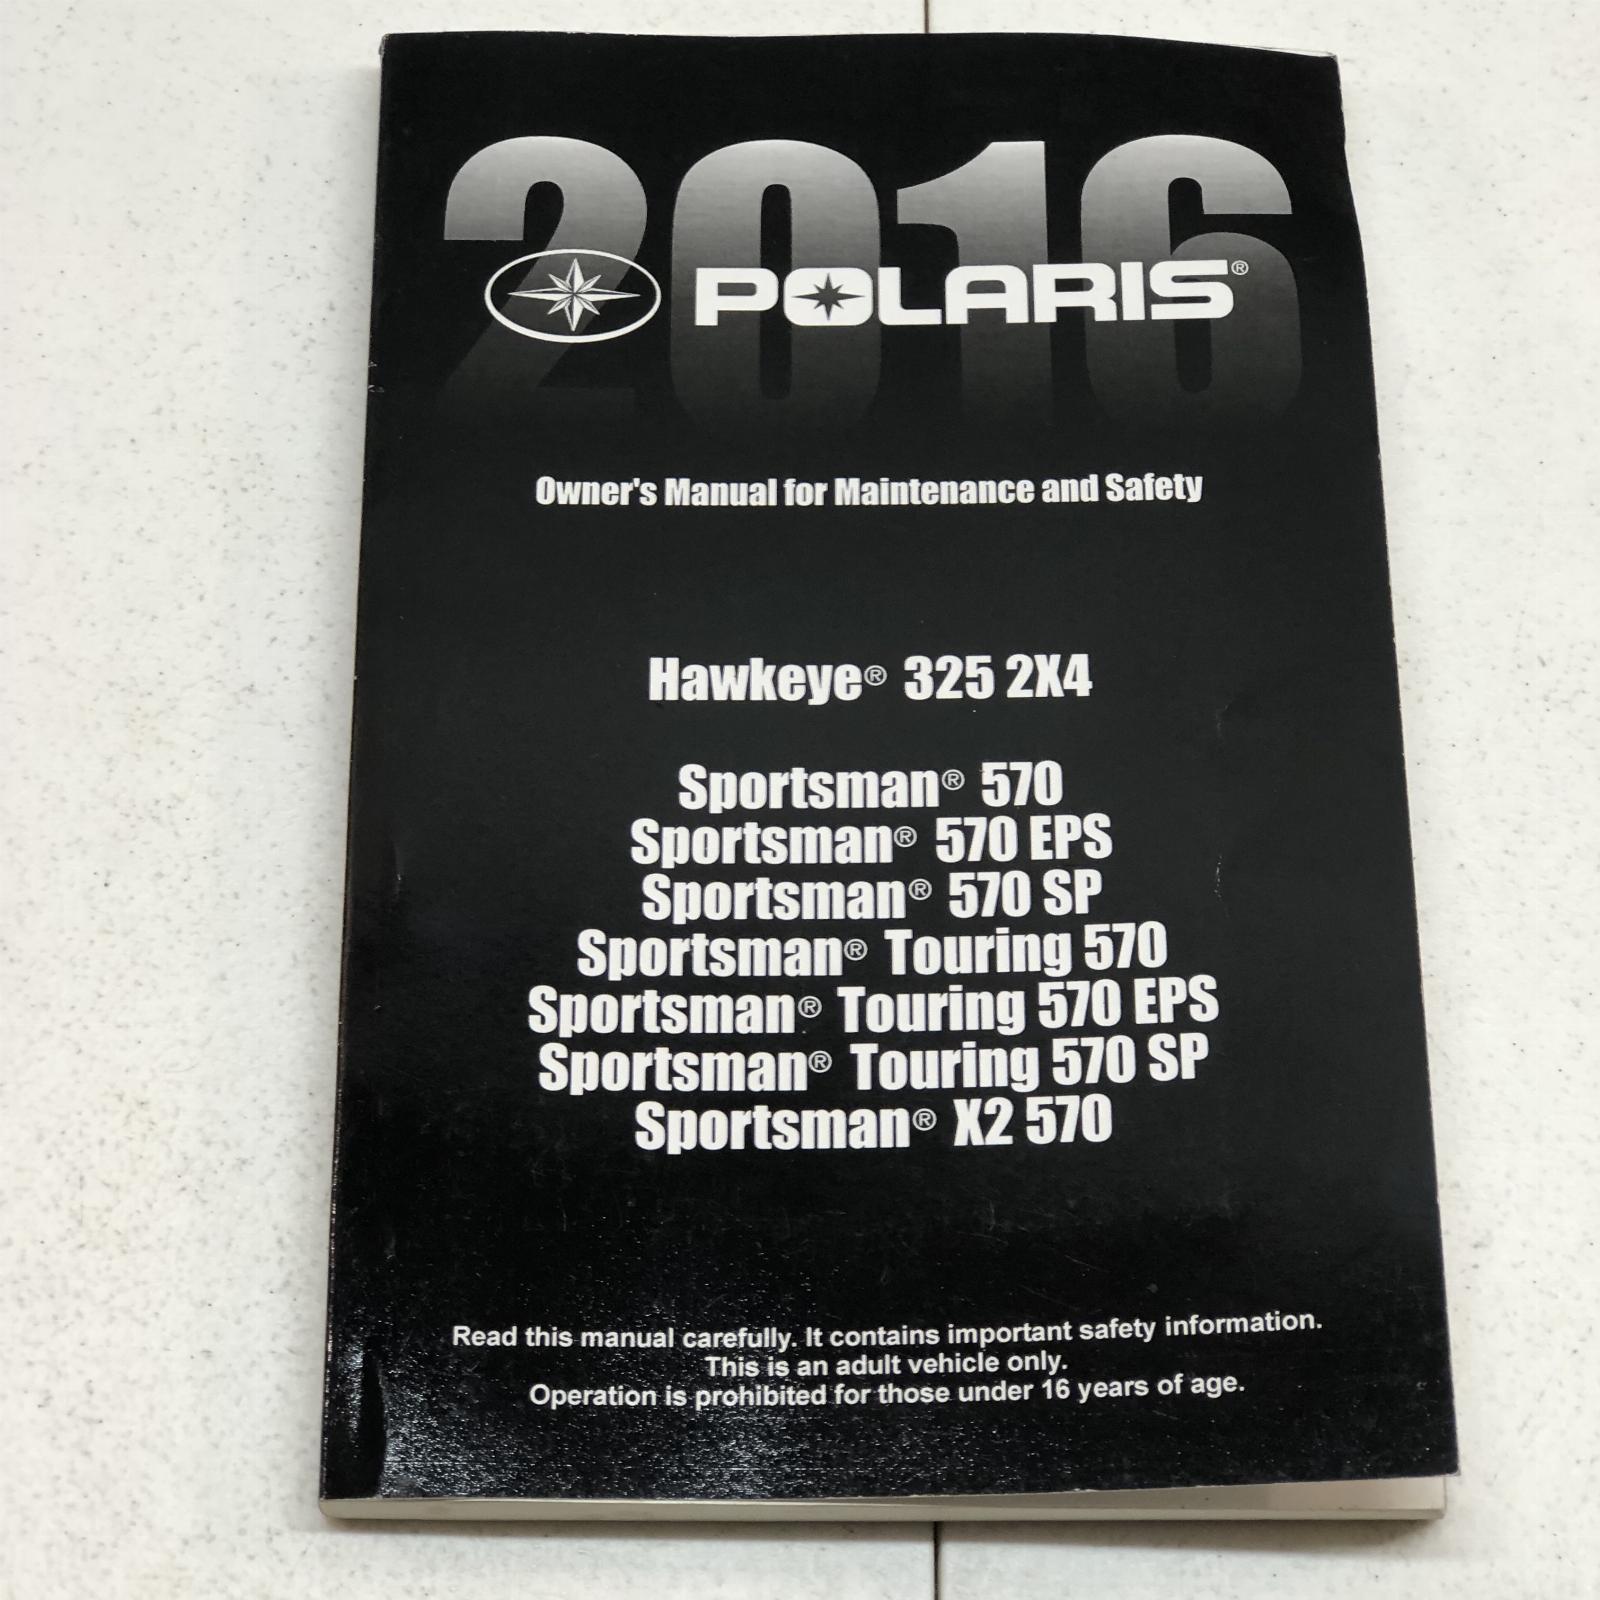 2016
POLARIS®
Owner's Manual for Maintenance and Safety
Hawkeye® 325 2X4
Sportsman® 570
Sportsman® 570 EPS
Sportsman® 570 SP
Sportsman® Touring 570
Sportsman® Touring 570 EPS
Sportsman® Touring 570 SP
Sportsman® X2 570
Read this manual carefully. It contains important safety information.
This is an adult vehicle only.
Operation is prohibited for those under 16 years of age.